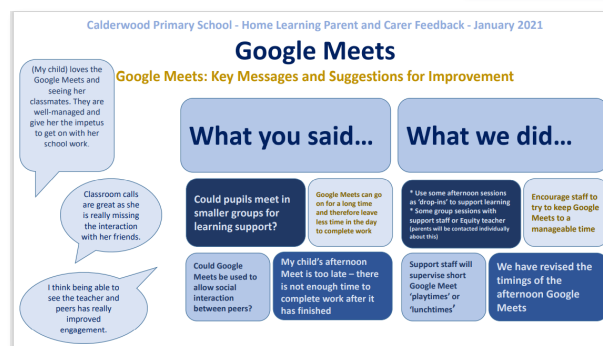 Calderwood Primary School - Home Learning Parent and Carer Feedback - January 2021
Google Meets
Google Meets: Key Messages and Suggestions for Improvement
(My child) loves the
Google Meets and
seeing her
classmates. They are
well-managed and
give her the impetus
to get on with her
school work.
Classroom calls
are great as she
is really missing
the interaction
with her friends.
I think being able to
see the teacher and
peers has really
improved
engagement.
What you said…
Could pupils meet in
smaller groups for
learning support?
Google Meets can go
on for a long time
and therefore leave
less time in the day
to complete work
Could Google
Meets be used to
allow social
interaction
between peers?
My child's afternoon
Meet is too late – there
is not enough time to
complete work after it
has finished
What we did…
* Use some afternoon sessions
as 'drop-ins' to support learning
* Some group sessions with
support staff or Equity teacher
(parents will be contacted individually
about this)
Encourage staff to
try to keep Google
Meets to a
manageable time
Support staff will
supervise short
Google Meet
'playtimes' or
'lunchtimes'
We have revised the
timings of the
afternoon Google
Meets